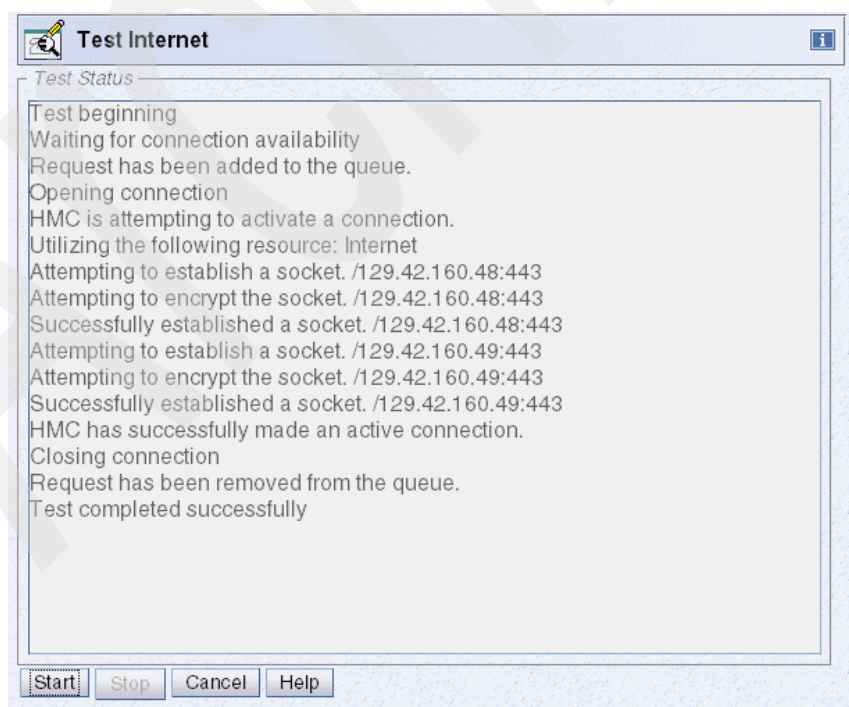 Test Internet
i
Test Status
Test beginning
Waiting for connection availability
Request has been added to the queue.
Opening connection
HMC is attempting to activate a connection.
Utilizing the following resource: Internet
Attempting to establish a socket. /129.42.160.48:443
Attempting to encrypt the socket. /129.42.160.48:443
Successfully established a socket. /129.42.160.48:443
Attempting to establish a socket. /129.42.160.49:443
Attempting to encrypt the socket. /129.42.160.49:443
Successfully established a socket. /129.42.160.49:443
HMC has successfully made an active connection.
Closing connection
Request has been removed from the queue.
Test completed successfully
Start Stop Cancel Help